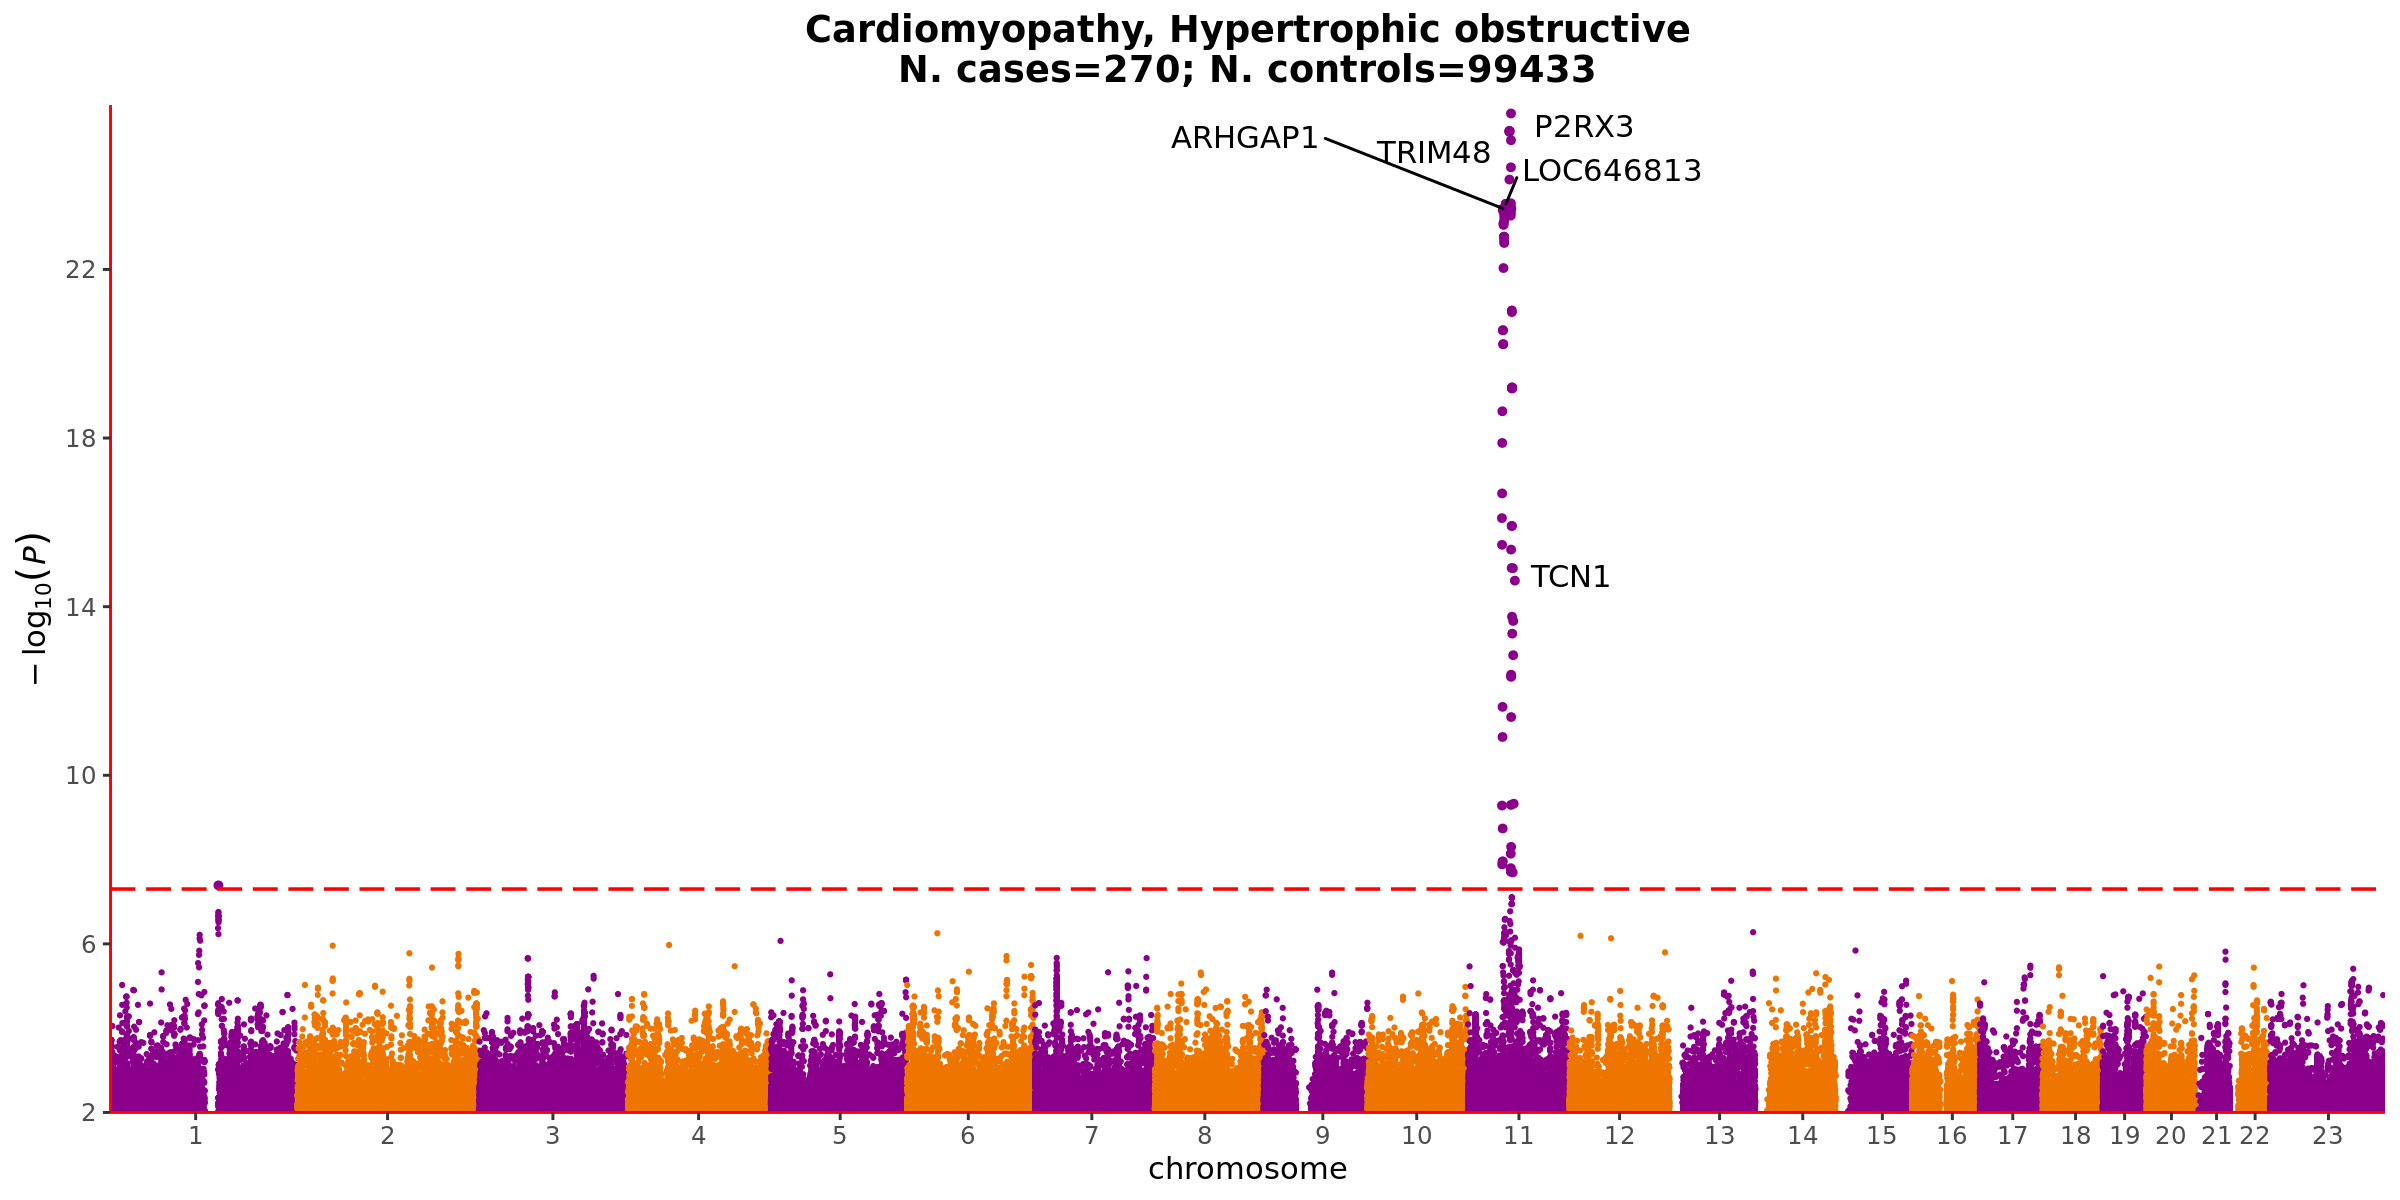 Cardiomyopathy, Hypertrophic obstructive
N. cases=270; N. controls=99433
P2RX3
ARHGAP1
TRIM48
LOC646813
TCN1
22
18
14
10
6
2
−log10(P)
1 2 3 4 5 6 7 8 9 10 11 12 13 14 15 16 17 18 19 20 21 22 23
chromosome